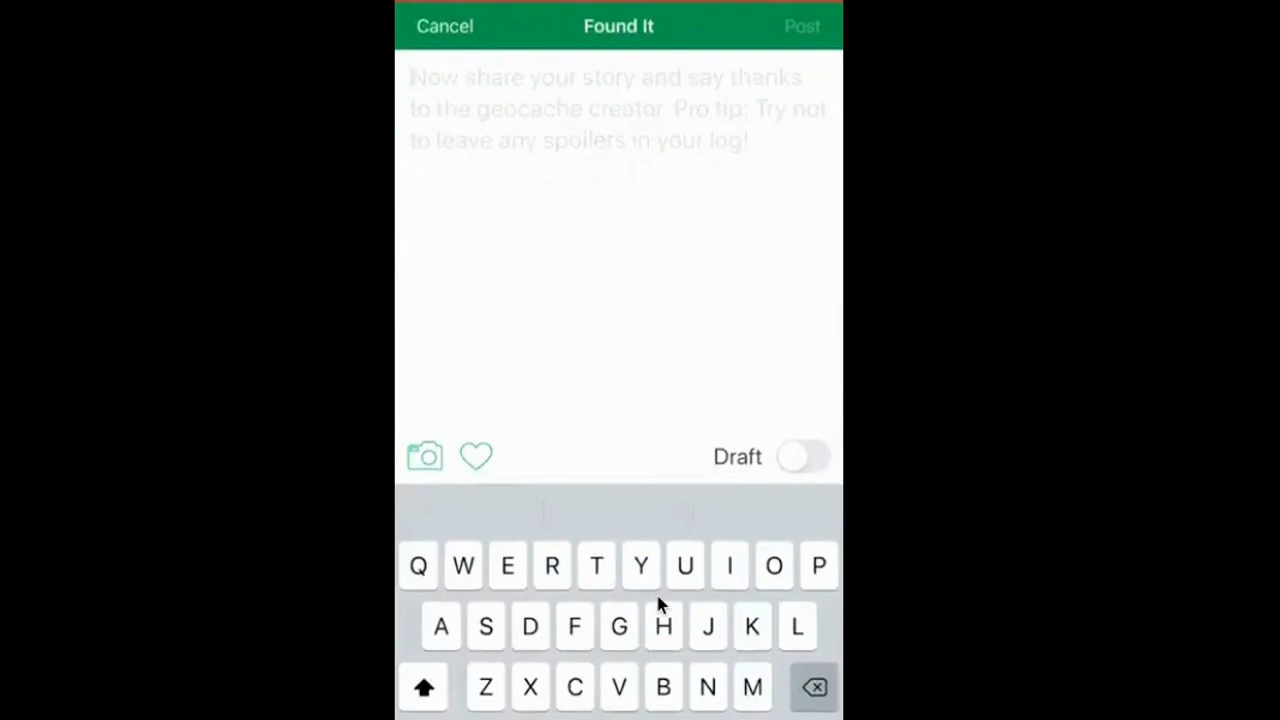 Cancel Found It Post
Now share your story and say thanks
to the geocache creator. Pro tip: Try not
to leave any spoilers in your log!
Draft
Q W E R T Y U I O P
A S D F G H J K L
Z X C V B N M